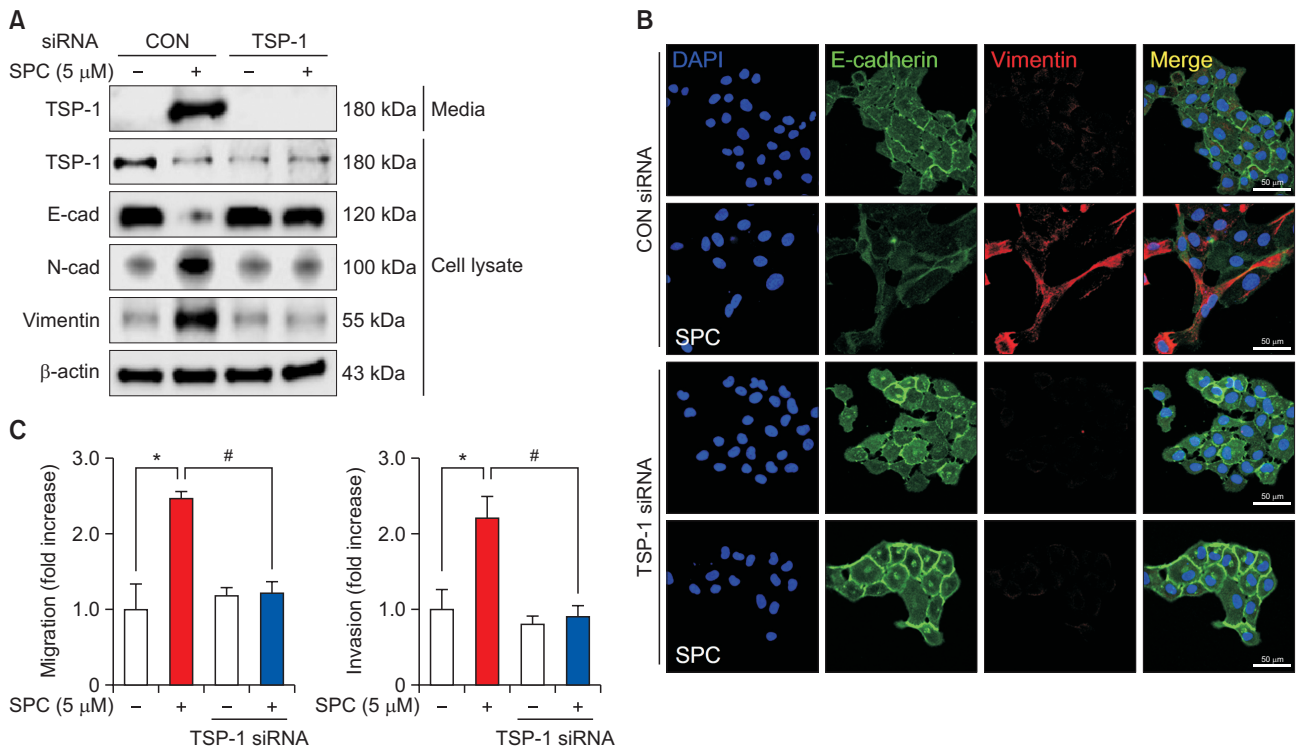 A
siRNA CON TSP-1
SPC (5 μM) – + – +
TSP-1 180 kDa Media
TSP-1 180 kDa
E-cad 120 kDa
N-cad 100 kDa Cell lysate
Vimentin 55 kDa
β-actin 43 kDa
B
DAPI E-cadherin Vimentin Merge
CON siRNA
50 μm
SPC
50 μm
TSP-1 siRNA
50 μm
SPC
50 μm
C
Migration (fold increase)
3.0
2.0
1.0
0
* #
SPC (5 μM) – + – +
TSP-1 siRNA
Invasion (fold increase)
3.0
2.0
1.0
0
* #
SPC (5 μM) – + – +
TSP-1 siRNA